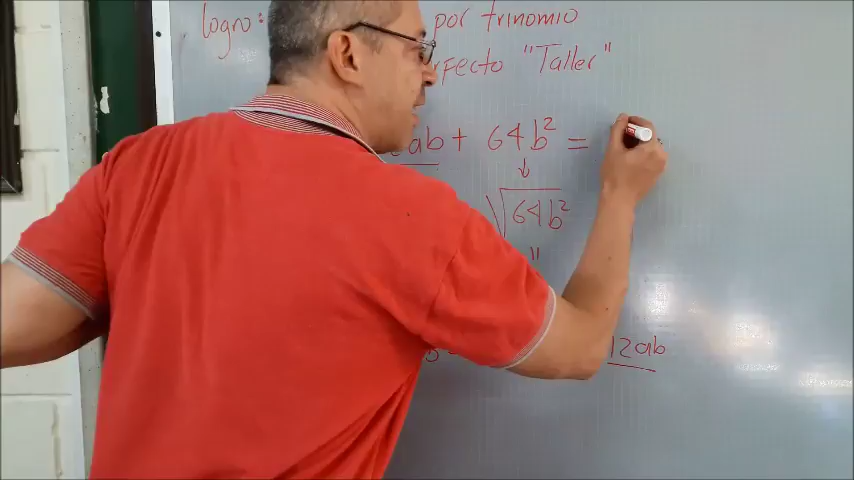 logro: por trinomio
rfecto "Taller"
ab + 64b² =
↓
√64b²
"
12ab